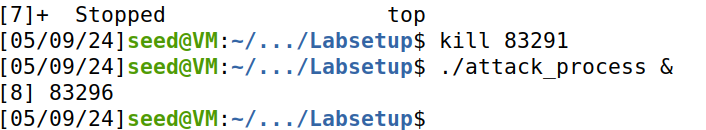 [7]+  Stopped                 top
[05/09/24]seed@VM:~/.../Labsetup$ kill 83291
[05/09/24]seed@VM:~/.../Labsetup$ ./attack_process &
[8] 83296
[05/09/24]seed@VM:~/.../Labsetup$